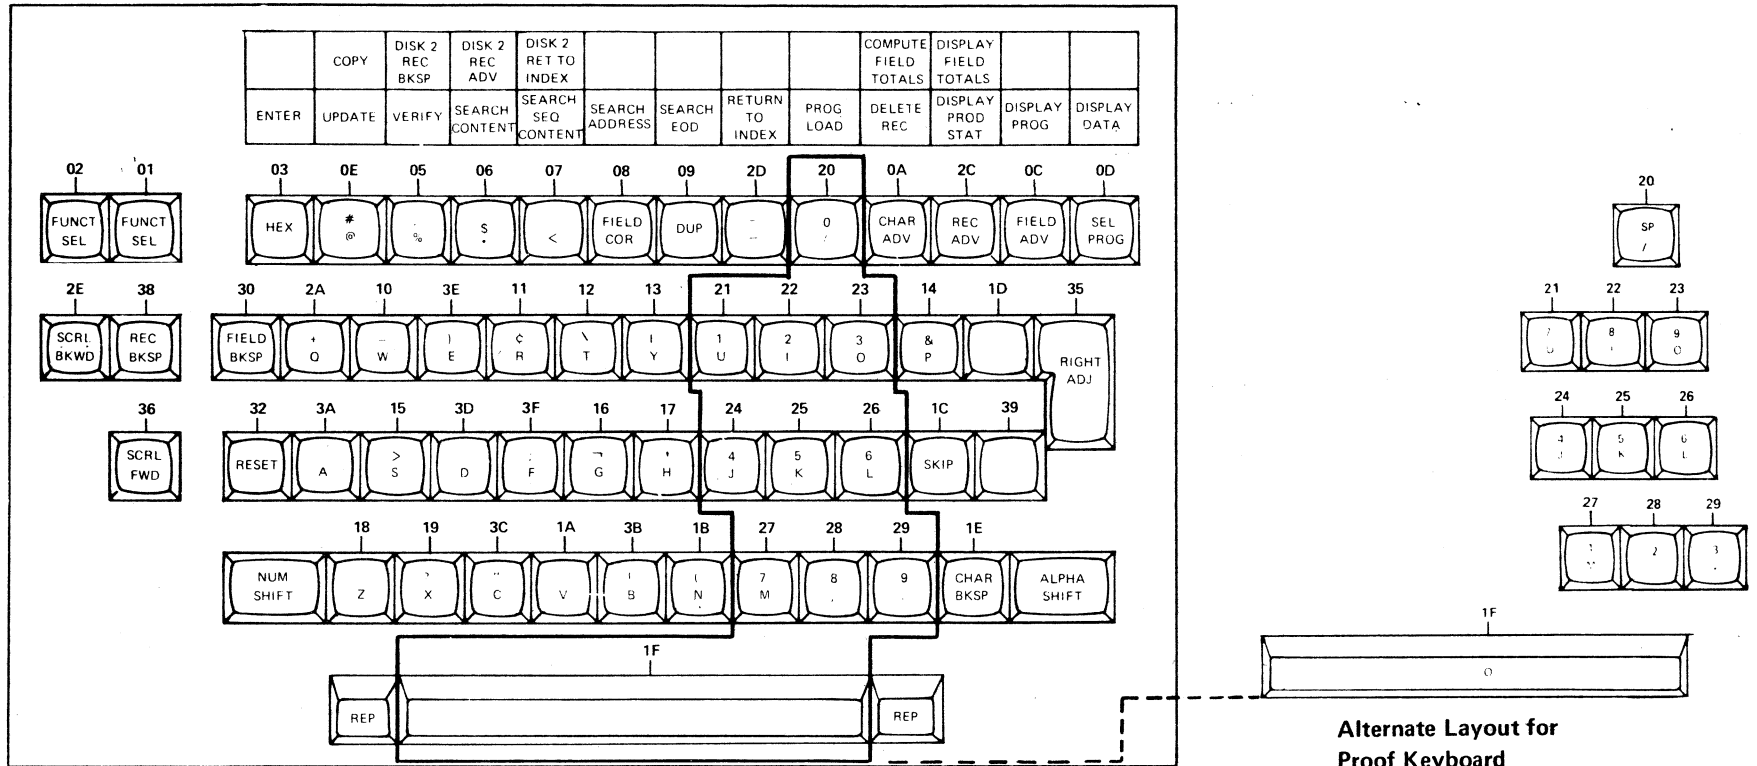 DISK 2 DISK 2 DISK 2 COMPUTE DISPLAY
COPY REC REC RET TO FIELD FIELD
BKSP ADV INDEX TOTALS TOTALS
SEARCH RETURN DISPLAY
ENTER UPDATE VERIFY SEARCH CONTENT SEQ SEARCH ADDRESS SEARCH EOD TO PROG LOAD DELETE REC PROD DISPLAY PROG DISPLAY DATA
CONTENT INDEX STAT
02 01 03 0E 05 06 07 08 09 2D 20 0A 2C 0C 0D
FUNCT FUNCT # $ FIELD 0 CHAR REC FIELD SEL
HEX DUP
SEL SEL @ % < COR / ADV ADV ADV PROG
20
SP
/
2E 38 30 2A 10 3E 11 12 13 21 22 23 14 1D 35
SCRL REC FIELD + – ) ¢ \ | 1 2 3 &
BKWD BKSP BKSP Q W E R T Y U I O P
RIGHT
ADJ
21 22 23
8 9
O
36 32 3A 15 3D 3F 16 17 24 25 26 1C 39
SCRL > ¬ ' 4 5 6
RESET SKIP
FWD A S D F G H J K L
24 25 26
4 5 6
J K L
18 19 3C 1A 3B 1B 27 28 29 1E
NUM ? " ( 7 8 9 CHAR ALPHA
SHIFT Z X C V B N M , . BKSP SHIFT
27 28 29
2 3
1F
REP REP
1F
0
Alternate Layout for
Proof Keyboard